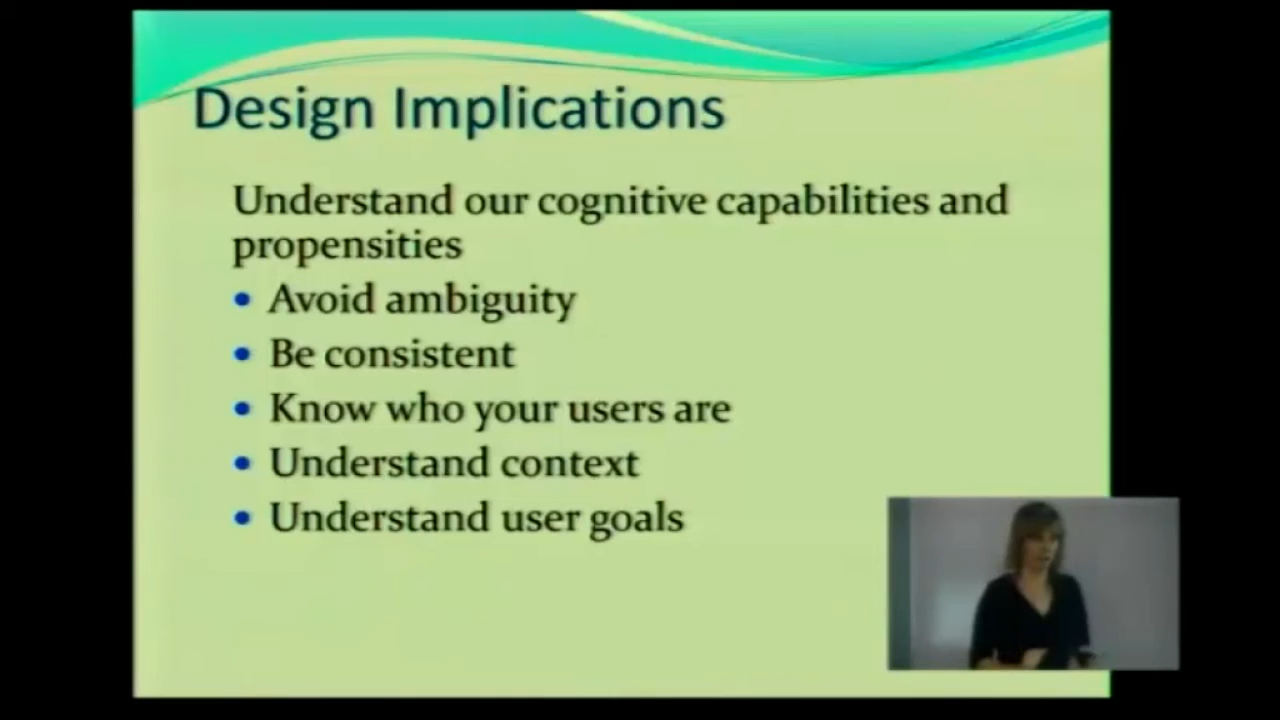 Design Implications
Understand our cognitive capabilities and
propensities
• Avoid ambiguity
• Be consistent
• Know who your users are
• Understand context
• Understand user goals